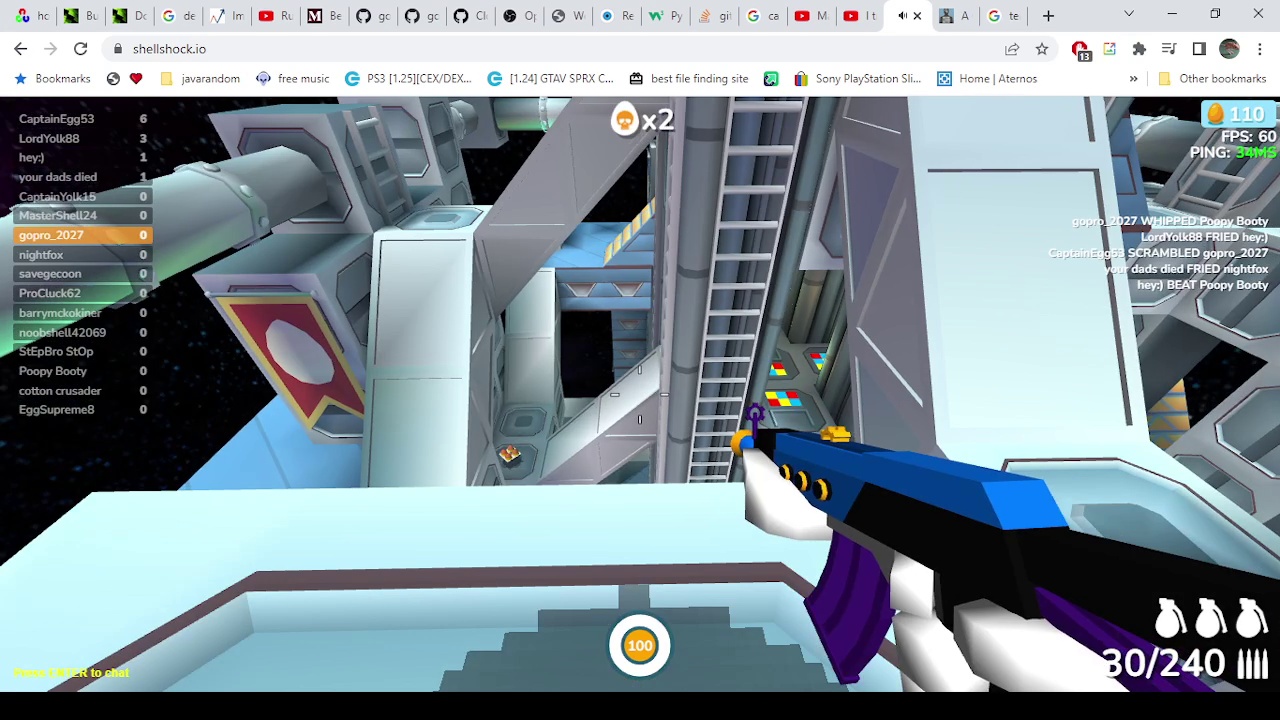 hc
Bu
Dc
de
Im
Ru
Be
gc
gc
Cl
Op
W
Re
Py
git
ca
M
I t
A
te
shellshock.io
13
Bookmarks
javarandom
free music
PS3 [1.25][CEX/DEX...
[1.24] GTAV SPRX C...
best file finding site
Sony PlayStation Sli...
Home | Aternos
»
Other bookmarks
CaptainEgg53 6
LordYolk88 3
hey:) 1
your dads died 1
CaptainYolk15 0
MasterShell24 0
gopro_2027 0
nightfox 0
savegecoon 0
ProCluck62 0
barrymckokiner 0
noobshell42069 0
StEpBro StOp 0
Poopy Booty 0
cotton crusader 0
EggSupreme8 0
x2
110
FPS: 60
PING: 34MS
gopro_2027 WHIPPED Poopy Booty
LordYolk88 FRIED hey:)
CaptainEgg53 SCRAMBLED gopro_2027
your dads died FRIED nightfox
hey:) BEAT Poopy Booty
100
30/240
Press ENTER to chat